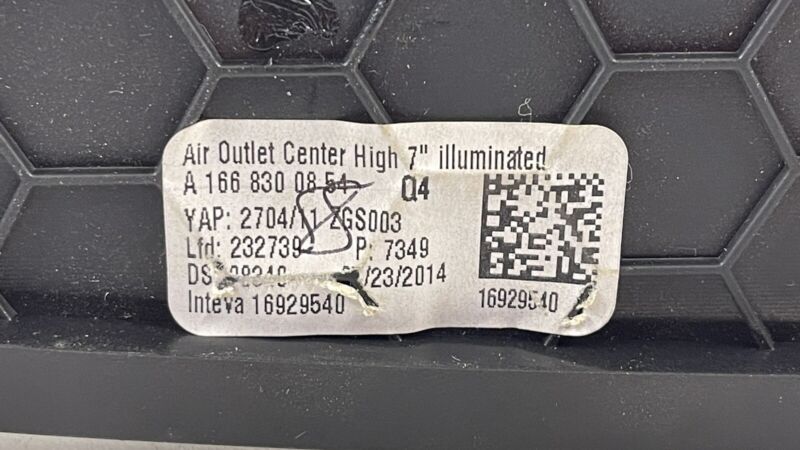 Air Outlet Center High 7" illuminated
A 166 830 08 54 Q4
YAP: 2704/11 ZGS003
Lfd: 232739 P: 7349
/23/2014
Inteva 16929540
16929540